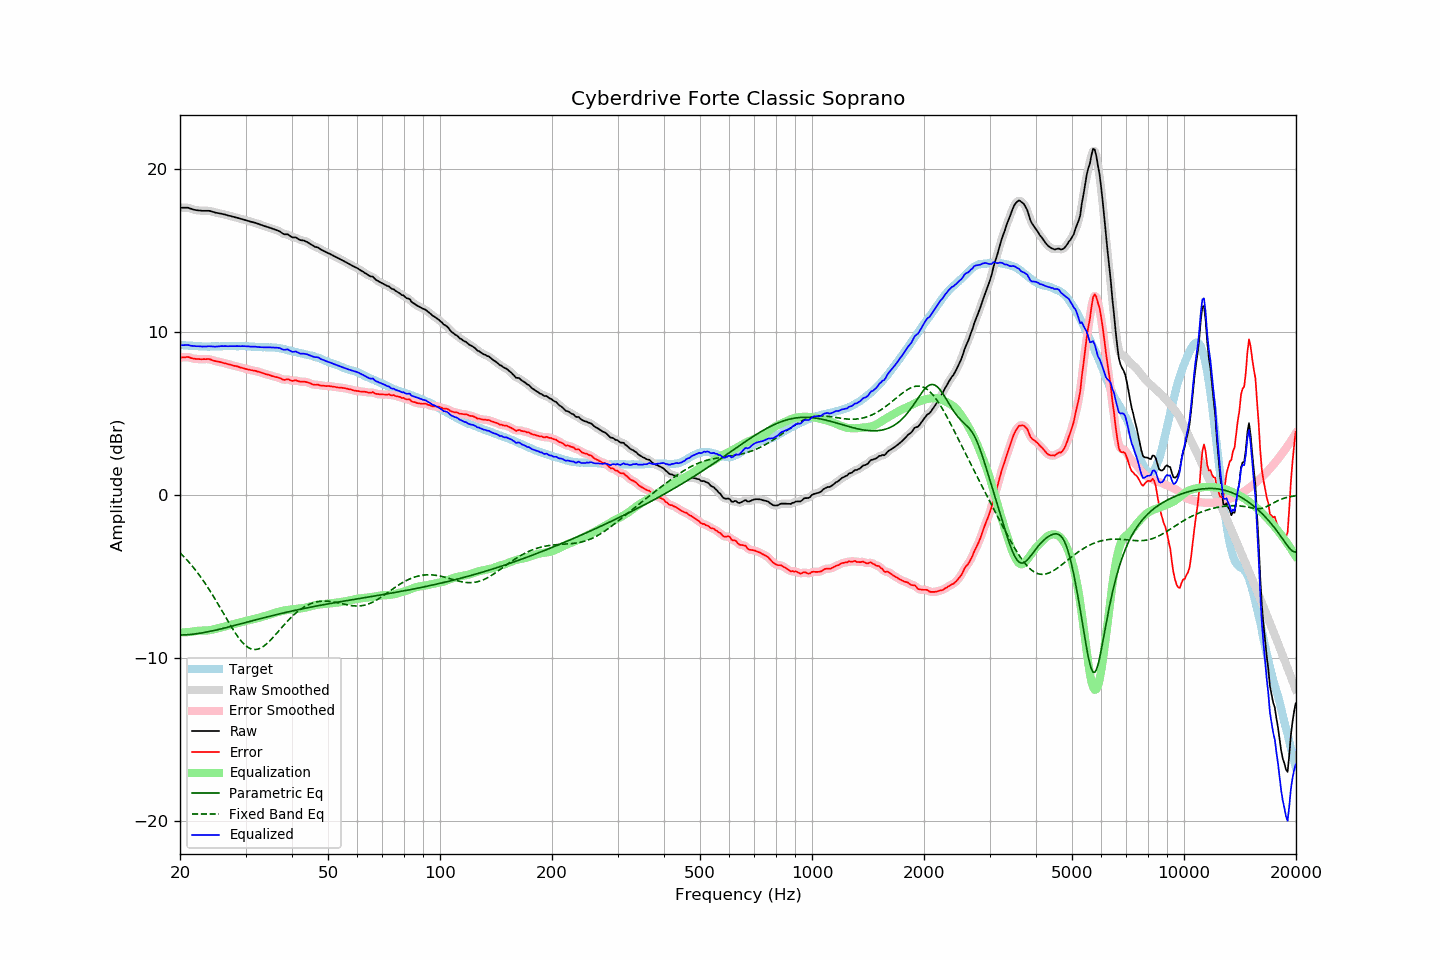 Cyberdrive Forte Classic Soprano
Amplitude (dBr)
20
10
0
−10
−20
Target
Raw Smoothed
Error Smoothed
Raw
Error
Equalization
Parametric Eq
Fixed Band Eq
Equalized
20 50 100 200 500 1000 2000 5000 10000 20000
Frequency (Hz)